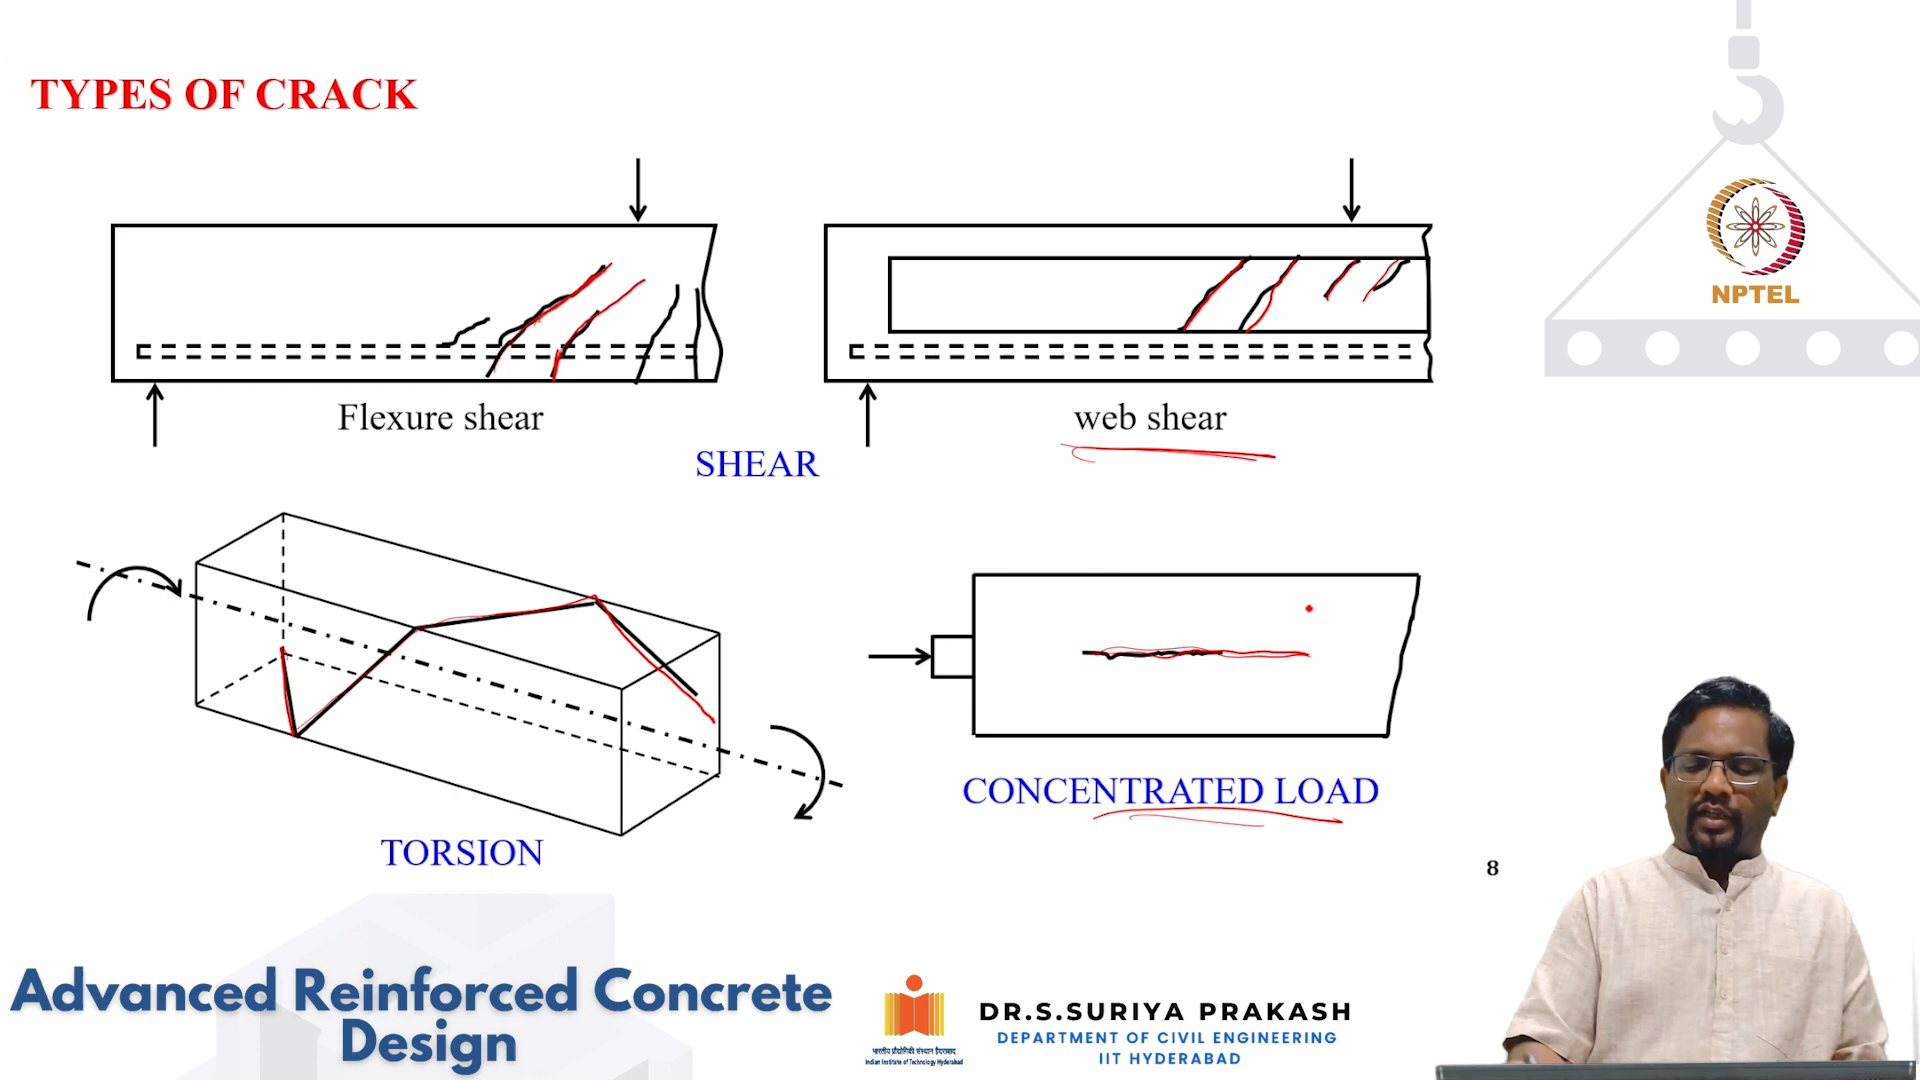 TYPES OF CRACK
Flexure shear
web shear
SHEAR
TORSION
CONCENTRATED LOAD
8
NPTEL
Advanced Reinforced Concrete
Design
भारतीय प्रौद्योगिकी संस्थान हैदराबाद
Indian Institute of Technology Hyderabad
DR.S.SURIYA PRAKASH
DEPARTMENT OF CIVIL ENGINEERING
IIT HYDERABAD